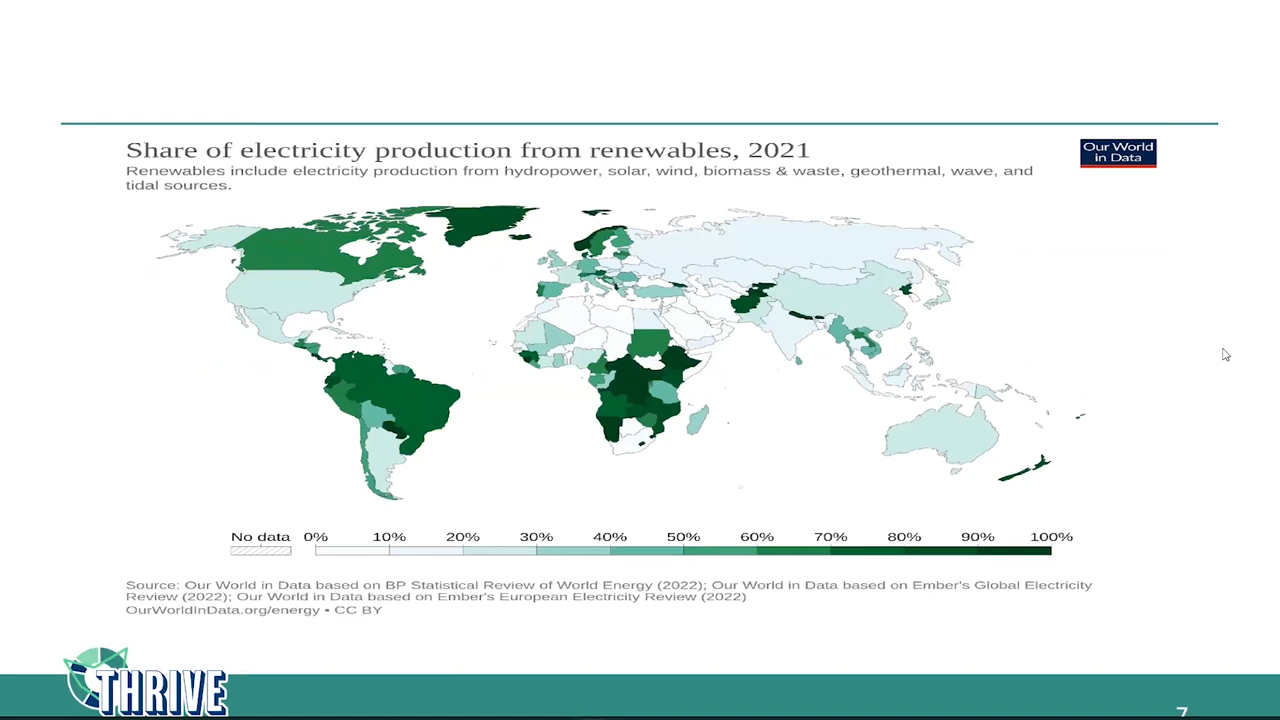 Share of electricity production from renewables, 2021
Our World
in Data
Renewables include electricity production from hydropower, solar, wind, biomass & waste, geothermal, wave, and
tidal sources.
No data 0% 10% 20% 30% 40% 50% 60% 70% 80% 90% 100%
Source: Our World in Data based on BP Statistical Review of World Energy (2022); Our World in Data based on Ember's Global Electricity
Review (2022); Our World in Data based on Ember's European Electricity Review (2022)
OurWorldInData.org/energy • CC BY
THRIVE
7